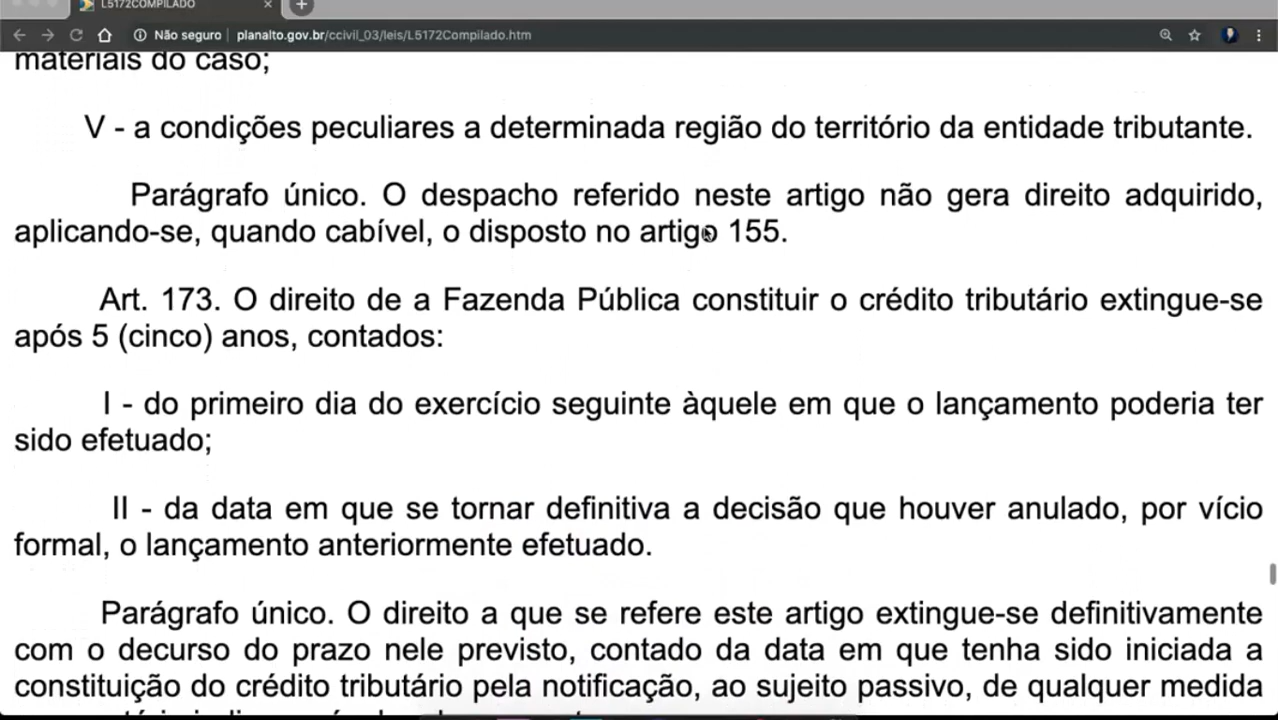 L5172COMPILADO
Não seguro planalto.gov.br/ccivil_03/leis/L5172Compilado.htm
materiais do caso;
V - a condições peculiares a determinada região do território da entidade tributante.
Parágrafo único. O despacho referido neste artigo não gera direito adquirido,
aplicando-se, quando cabível, o disposto no artigo 155.
Art. 173. O direito de a Fazenda Pública constituir o crédito tributário extingue-se
após 5 (cinco) anos, contados:
I - do primeiro dia do exercício seguinte àquele em que o lançamento poderia ter
sido efetuado;
II - da data em que se tornar definitiva a decisão que houver anulado, por vício
formal, o lançamento anteriormente efetuado.
Parágrafo único. O direito a que se refere este artigo extingue-se definitivamente
com o decurso do prazo nele previsto, contado da data em que tenha sido iniciada a
constituição do crédito tributário pela notificação, ao sujeito passivo, de qualquer medida